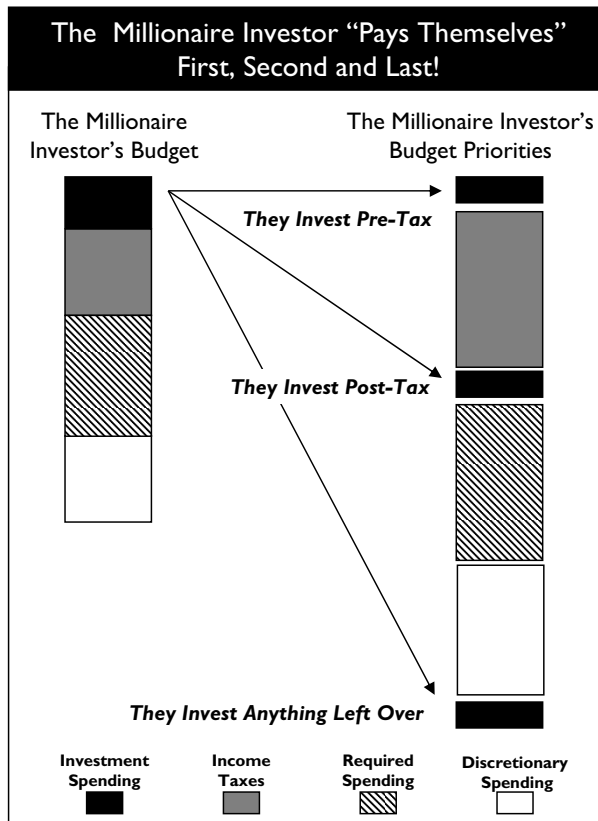 The Millionaire Investor “Pays Themselves”
First, Second and Last!
The Millionaire
Investor’s Budget
The Millionaire Investor’s
Budget Priorities
They Invest Pre-Tax
They Invest Post-Tax
They Invest Anything Left Over
Investment
Spending
Income
Taxes
Required
Spending
Discretionary
Spending